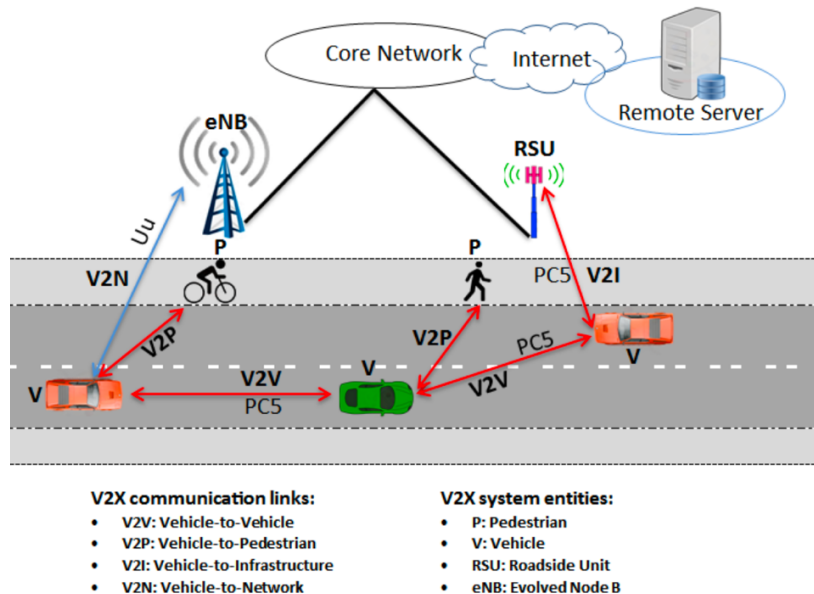 Core Network
Internet
Remote Server
eNB
RSU
Uu
P
P
V2N
PC5
V2I
V2P
V2P
PC5
V
V
V2V
V
PC5
V2V
V2X communication links:
• V2V: Vehicle-to-Vehicle
• V2P: Vehicle-to-Pedestrian
• V2I: Vehicle-to-Infrastructure
• V2N: Vehicle-to-Network
V2X system entities:
• P: Pedestrian
• V: Vehicle
• RSU: Roadside Unit
• eNB: Evolved Node B